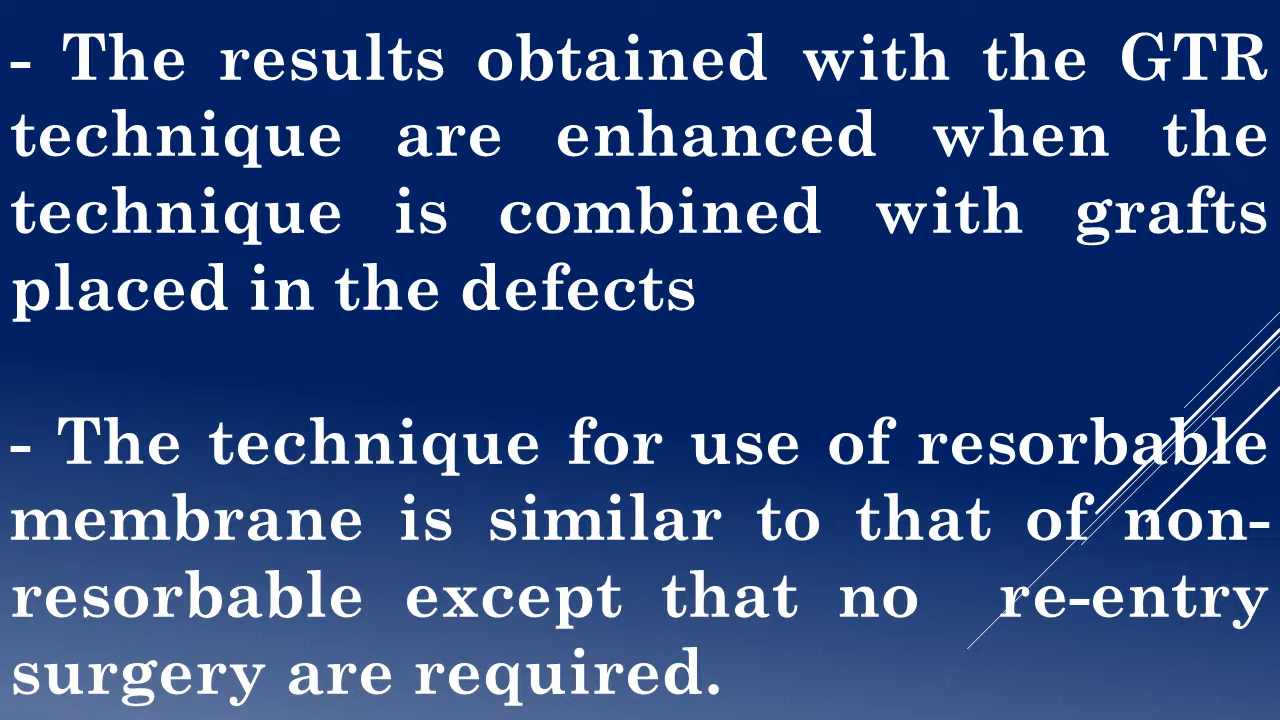 - The results obtained with the GTR
technique are enhanced when the
technique is combined with grafts
placed in the defects
- The technique for use of resorbable
membrane is similar to that of non-
resorbable except that no re-entry
surgery are required.